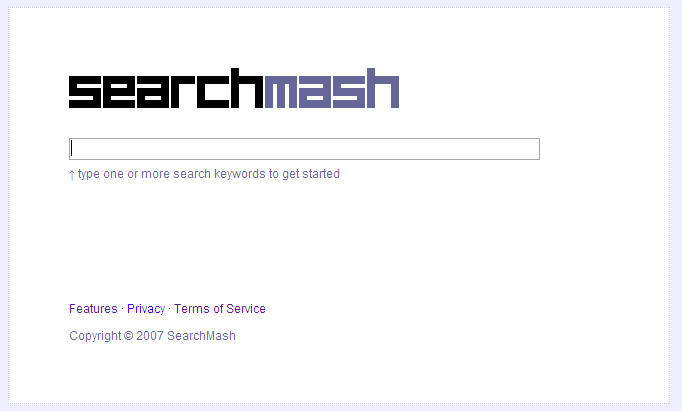 searchmash
↑ type one or more search keywords to get started
Features · Privacy · Terms of Service
Copyright © 2007 SearchMash